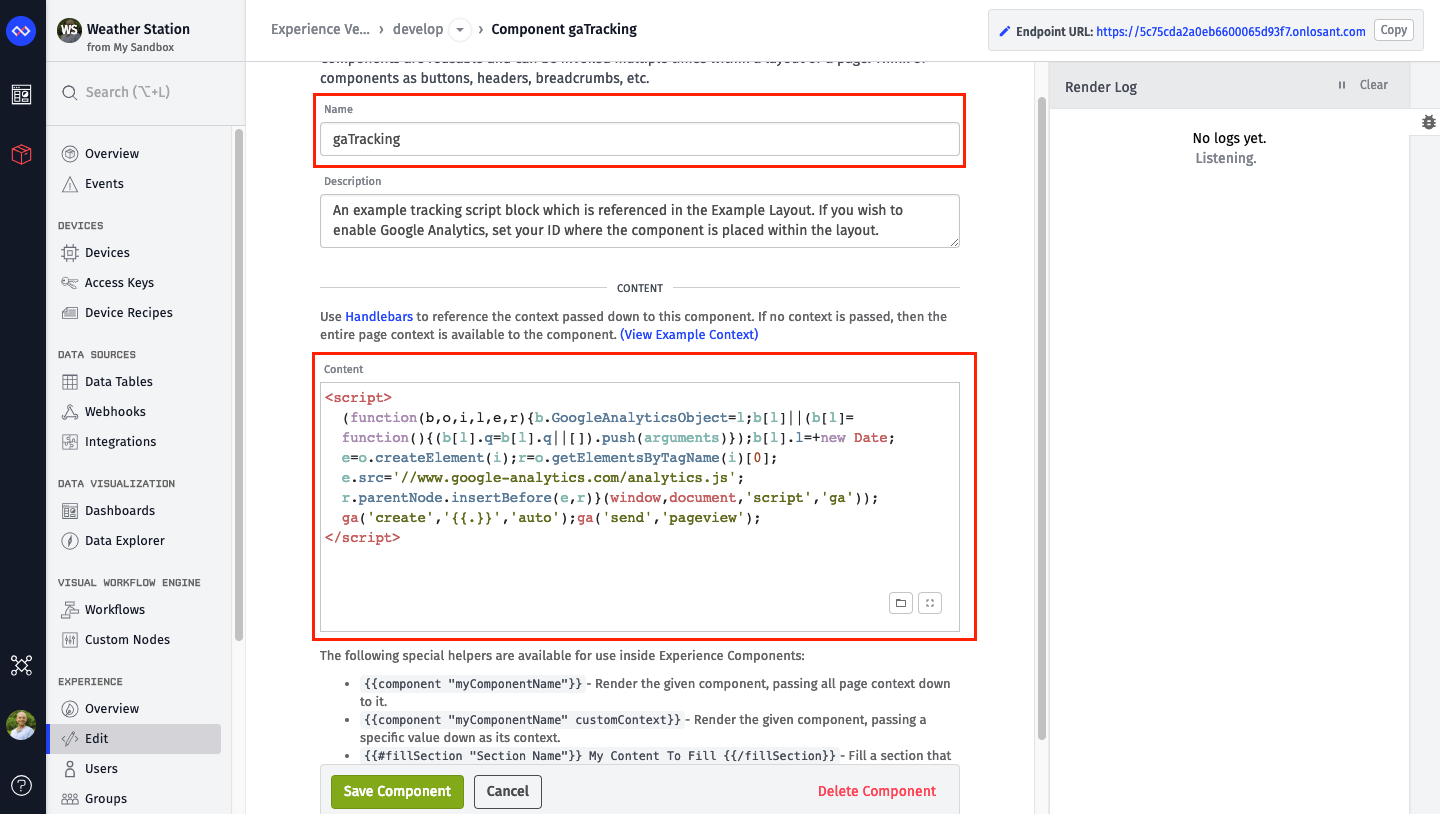 WS
Weather Station
from My Sandbox
Search (⌥+L)
Overview
Events
DEVICES
Devices
Access Keys
Device Recipes
DATA SOURCES
Data Tables
Webhooks
Integrations
DATA VISUALIZATION
Dashboards
Data Explorer
VISUAL WORKFLOW ENGINE
Workflows
Custom Nodes
EXPERIENCE
Overview
Edit
Users
Groups
Experience Ve... › develop › Component gaTracking
Endpoint URL: https://5c75cda2a0eb6600065d93f7.onlosant.com
Copy
components as buttons, headers, breadcrumbs, etc.
Name
gaTracking
Description
An example tracking script block which is referenced in the Example Layout. If you wish to
enable Google Analytics, set your ID where the component is placed within the layout.
CONTENT
Use Handlebars to reference the context passed down to this component. If no context is passed, then the
entire page context is available to the component. (View Example Context)
Content
<script>
(function(b,o,i,l,e,r){b.GoogleAnalyticsObject=l;b[l]||(b[l]=
function(){(b[l].q=b[l].q||[]).push(arguments)});b[l].l=+new Date;
e=o.createElement(i);r=o.getElementsByTagName(i)[0];
e.src='//www.google-analytics.com/analytics.js';
r.parentNode.insertBefore(e,r)}(window,document,'script','ga'));
ga('create','{{.}}','auto');ga('send','pageview');
</script>
The following special helpers are available for use inside Experience Components:
• {{component "myComponentName"}} - Render the given component, passing all page context down
to it.
• {{component "myComponentName" customContext}} - Render the given component, passing a
specific value down as its context.
• {{#fillSection "Section Name"}} My Content To Fill {{/fillSection}} - Fill a section that
Save Component
Cancel
Delete Component
Render Log
Clear
No logs yet.
Listening.